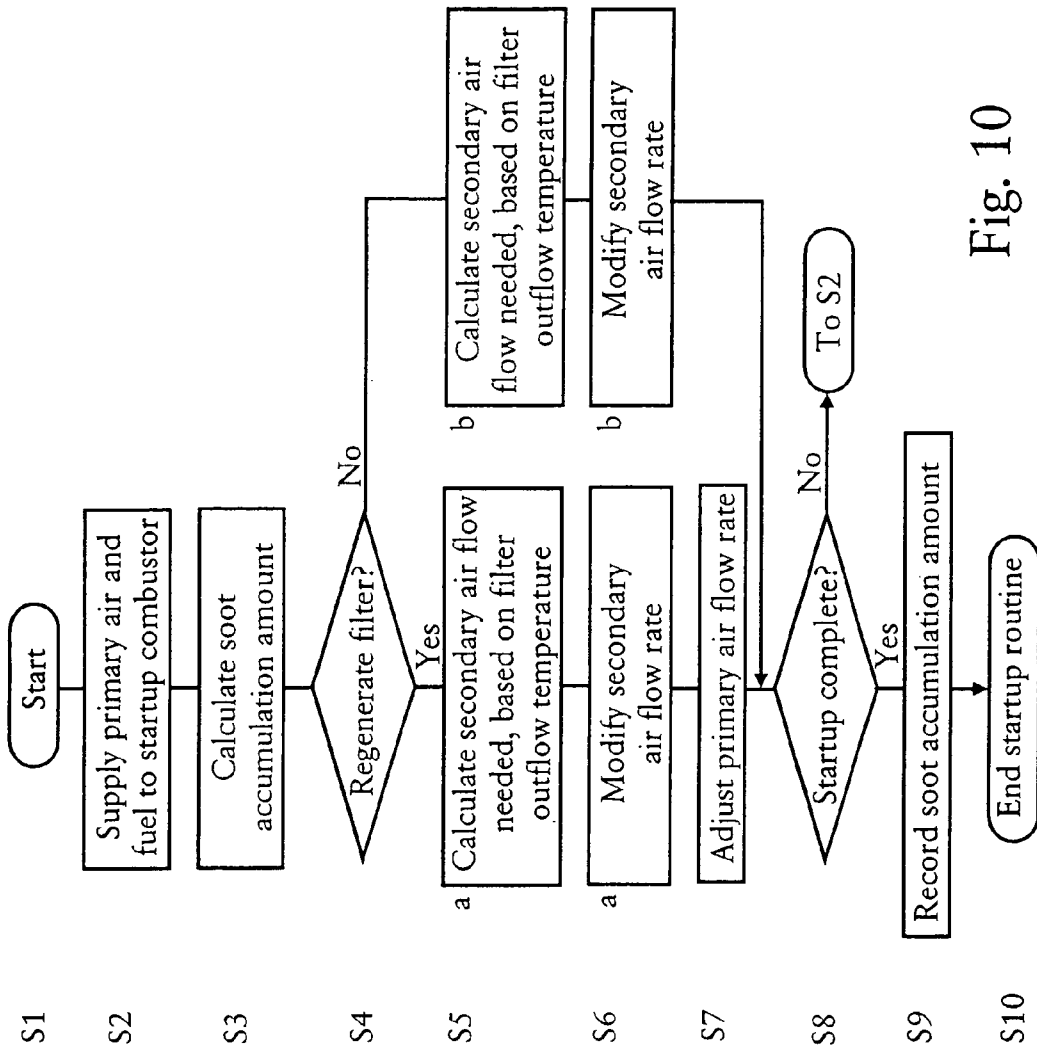 S1
Start
S2
Supply primary air and
fuel to startup combustor
S3
Calculate soot
accumulation amount
S4
Regenerate filter?
No
Yes
S5
a
Calculate secondary air flow
needed, based on filter
outflow temperature
b
Calculate secondary air
flow needed, based on filter
outflow temperature
S6
a
Modify secondary
air flow rate
b
Modify secondary
air flow rate
S7
Adjust primary air flow rate
S8
Startup complete?
No
To S2
Yes
S9
Record soot accumulation amount
S10
End startup routine
Fig. 10